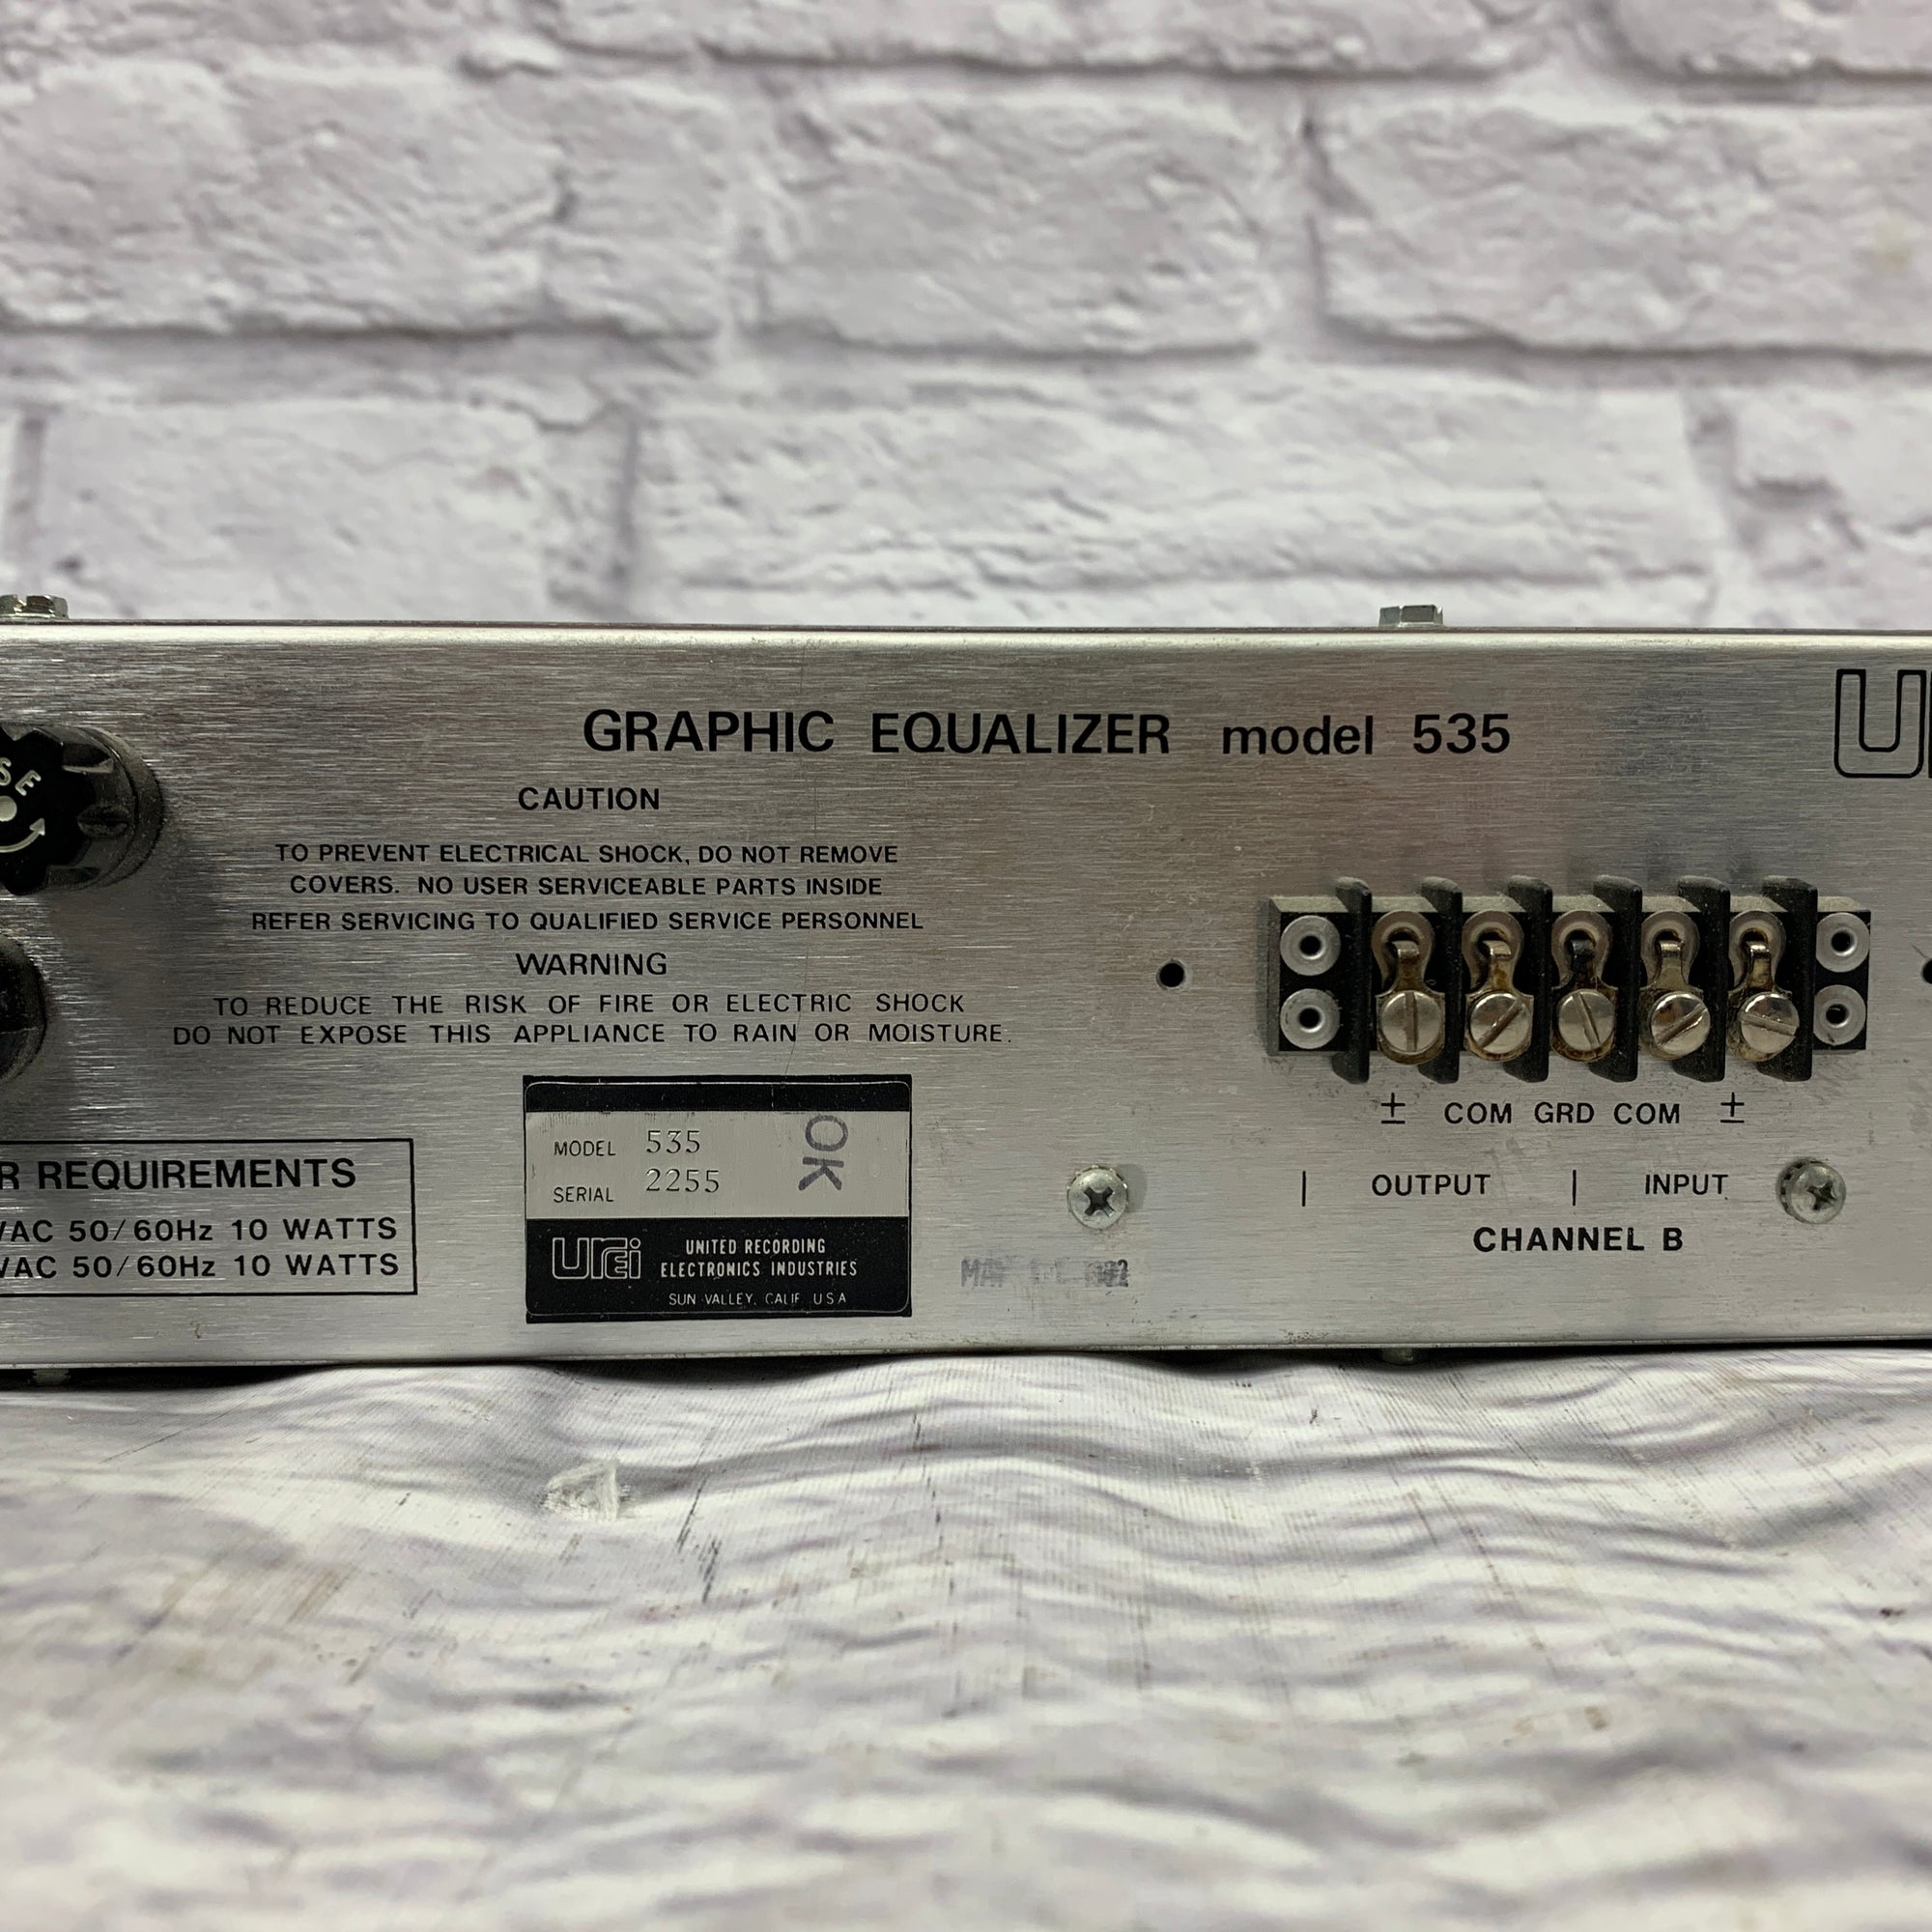 GRAPHIC EQUALIZER model 535
CAUTION
TO PREVENT ELECTRICAL SHOCK, DO NOT REMOVE
COVERS. NO USER SERVICEABLE PARTS INSIDE
REFER SERVICING TO QUALIFIED SERVICE PERSONNEL
WARNING
TO REDUCE THE RISK OF FIRE OR ELECTRIC SHOCK
DO NOT EXPOSE THIS APPLIANCE TO RAIN OR MOISTURE.
R REQUIREMENTS
VAC 50/60Hz 10 WATTS
VAC 50/60Hz 10 WATTS
MODEL 535
SERIAL 2255
OK
urei
UNITED RECORDING
ELECTRONICS INDUSTRIES
SUN VALLEY, CALIF. USA
± COM GRD COM ±
| OUTPUT | INPUT
CHANNEL B